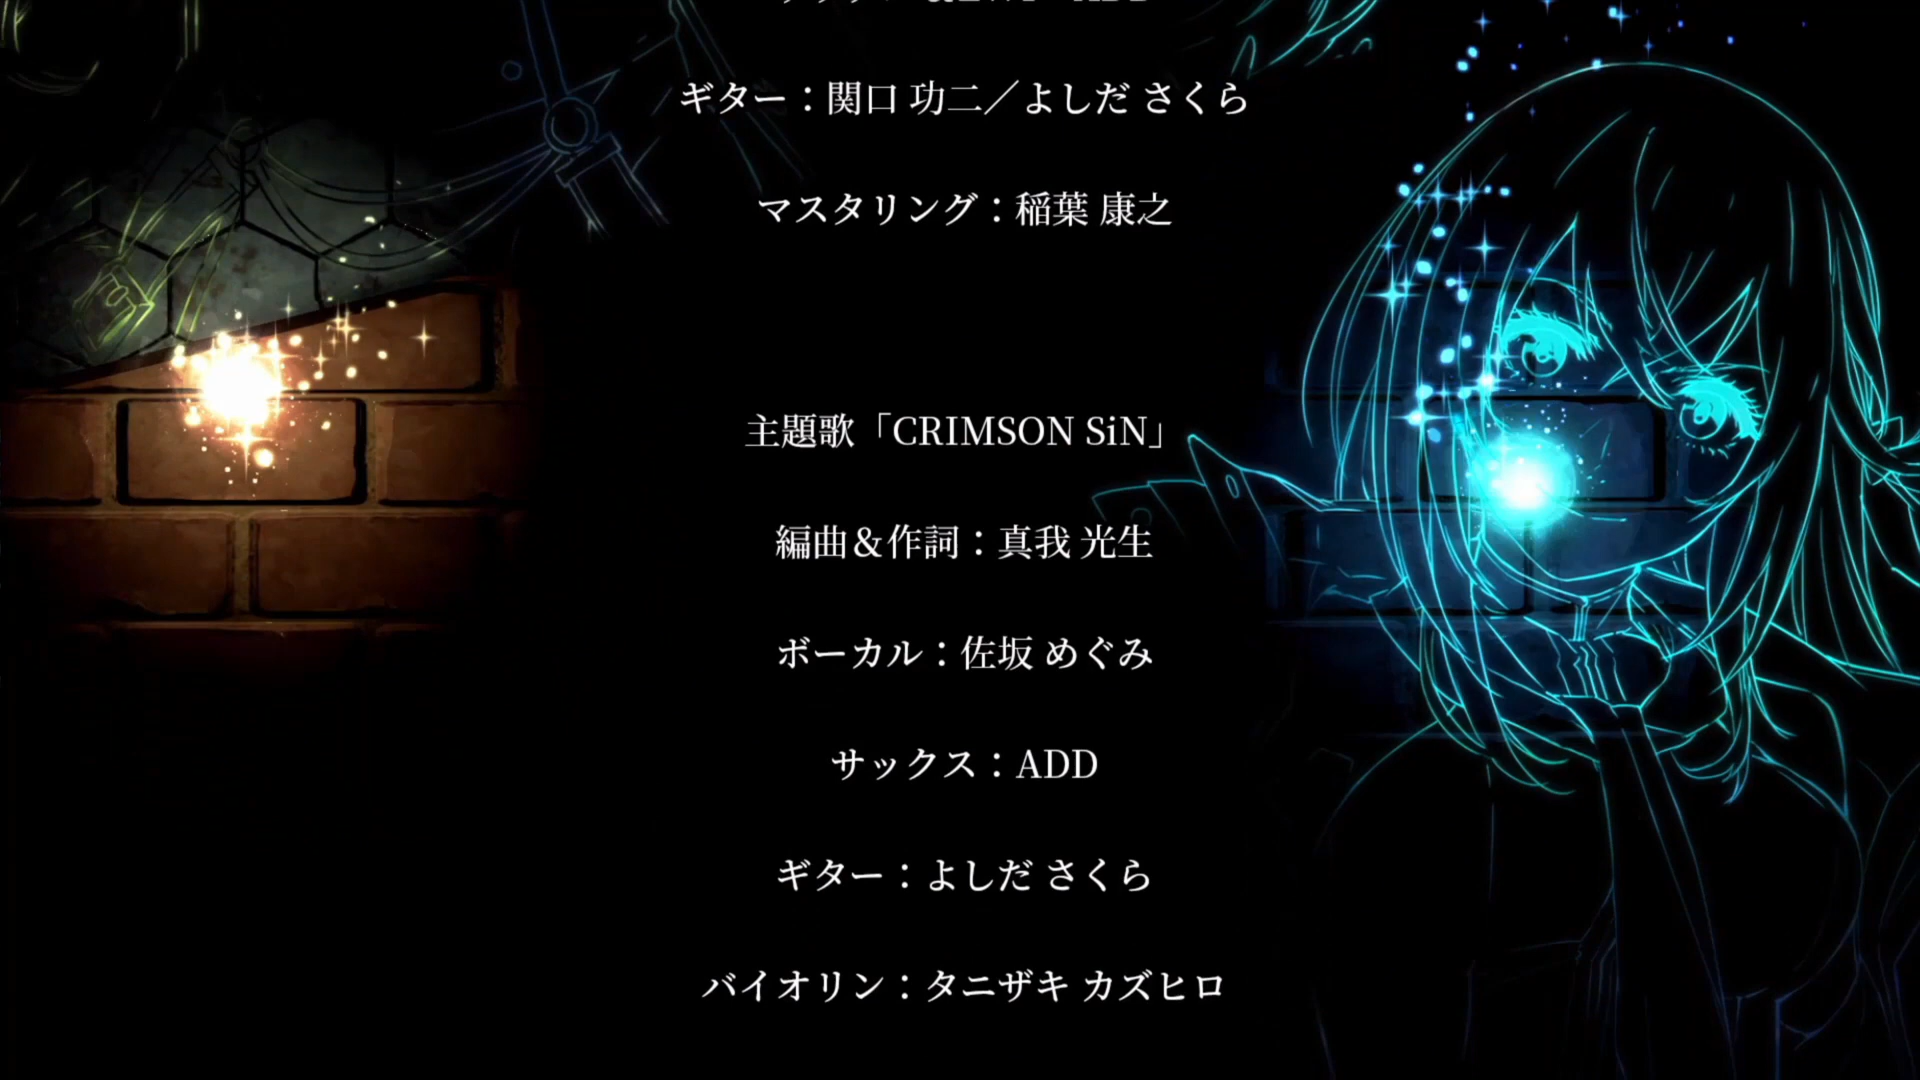 ギター：関口 功二／よしだ さくら
マスタリング：稲葉 康之
主題歌「CRIMSON SiN」
編曲＆作詞：真我 光生
ボーカル：佐坂 めぐみ
サックス：ADD
ギター：よしだ さくら
バイオリン：タニザキ カズヒロ